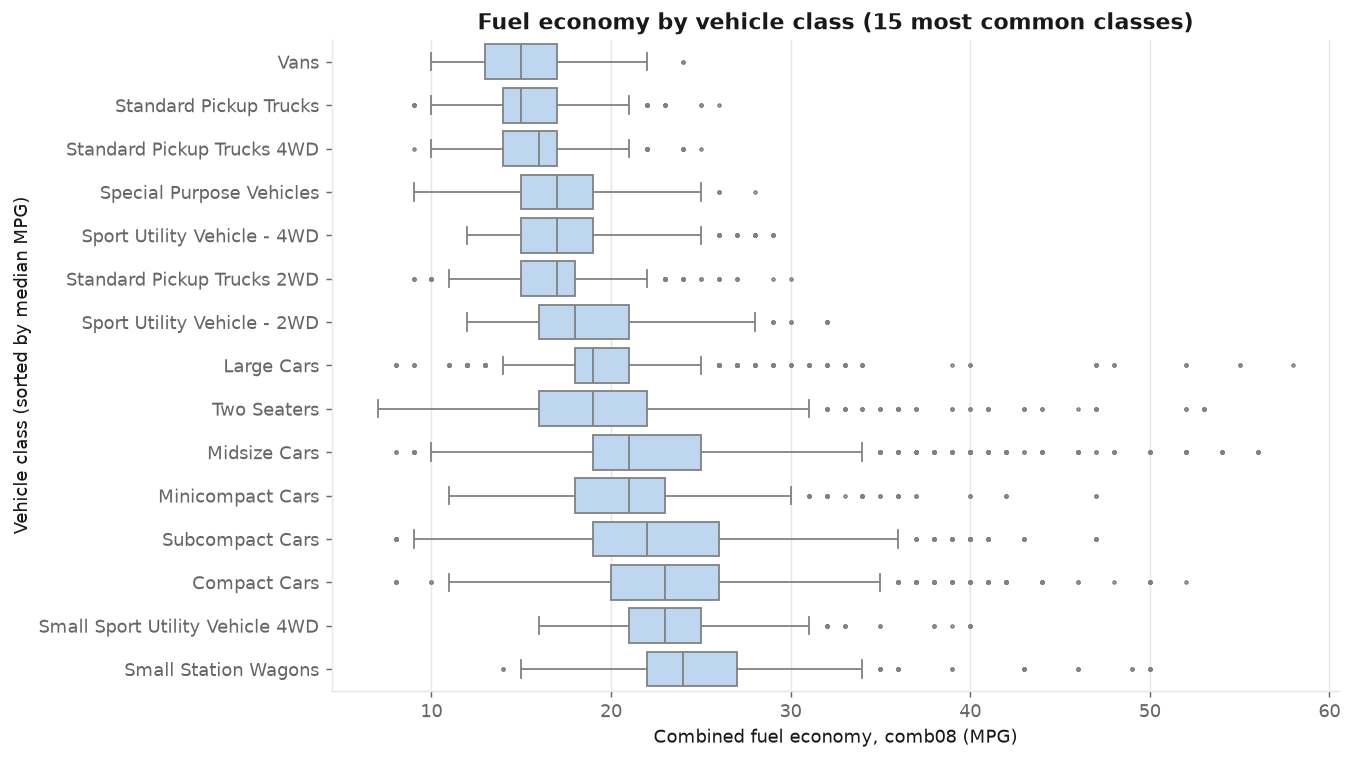 Fuel economy by vehicle class (15 most common classes)
Vehicle class (sorted by median MPG)
Vans
Standard Pickup Trucks
Standard Pickup Trucks 4WD
Special Purpose Vehicles
Sport Utility Vehicle - 4WD
Standard Pickup Trucks 2WD
Sport Utility Vehicle - 2WD
Large Cars
Two Seaters
Midsize Cars
Minicompact Cars
Subcompact Cars
Compact Cars
Small Sport Utility Vehicle 4WD
Small Station Wagons
10 20 30 40 50 60
Combined fuel economy, comb08 (MPG)